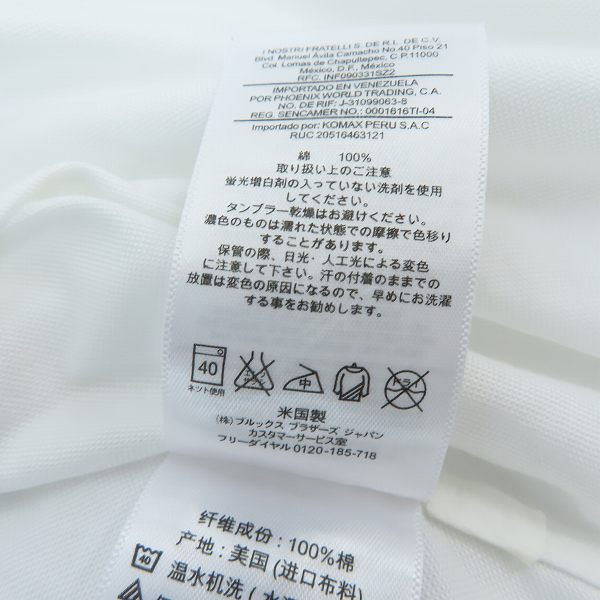 I NOSTRI FRATELLI S. DE R.L. DE C.V.
Blvd. Manuel Ávila Camacho No.40 Piso 21
Col. Lomas de Chapultepec, C.P.11000
México, D.F., México
RFC. INF090331SZ2
IMPORTADO EN VENEZUELA
POR PHOENIX WORLD TRADING, C.A.
NO. DE RIF: J-31099063-8
REG. SENCAMER NO.: 0001616TI-04
Importado por: KOMAX PERU S.A.C
RUC 20516463121
綿 100%
取り扱い上のご注意
蛍光増白剤の入っていない洗剤を使用
してください。
タンブラー乾燥はお避けください。
濃色のものは濡れた状態での摩擦で色移り
することがあります。
保管の際、日光・人工光による変色
に注意して下さい。汗の付着のままでの
放置は変色の原因になるので、早めにお洗濯
する事をお勧めします。
40
中
ドライ
ネット使用
米国製
(株)ブルックス ブラザーズ ジャパン
カスタマーサービス室
フリーダイヤル 0120-185-718
纤维成份: 100%棉
产地: 美国 (进口布料)
40
温水机洗